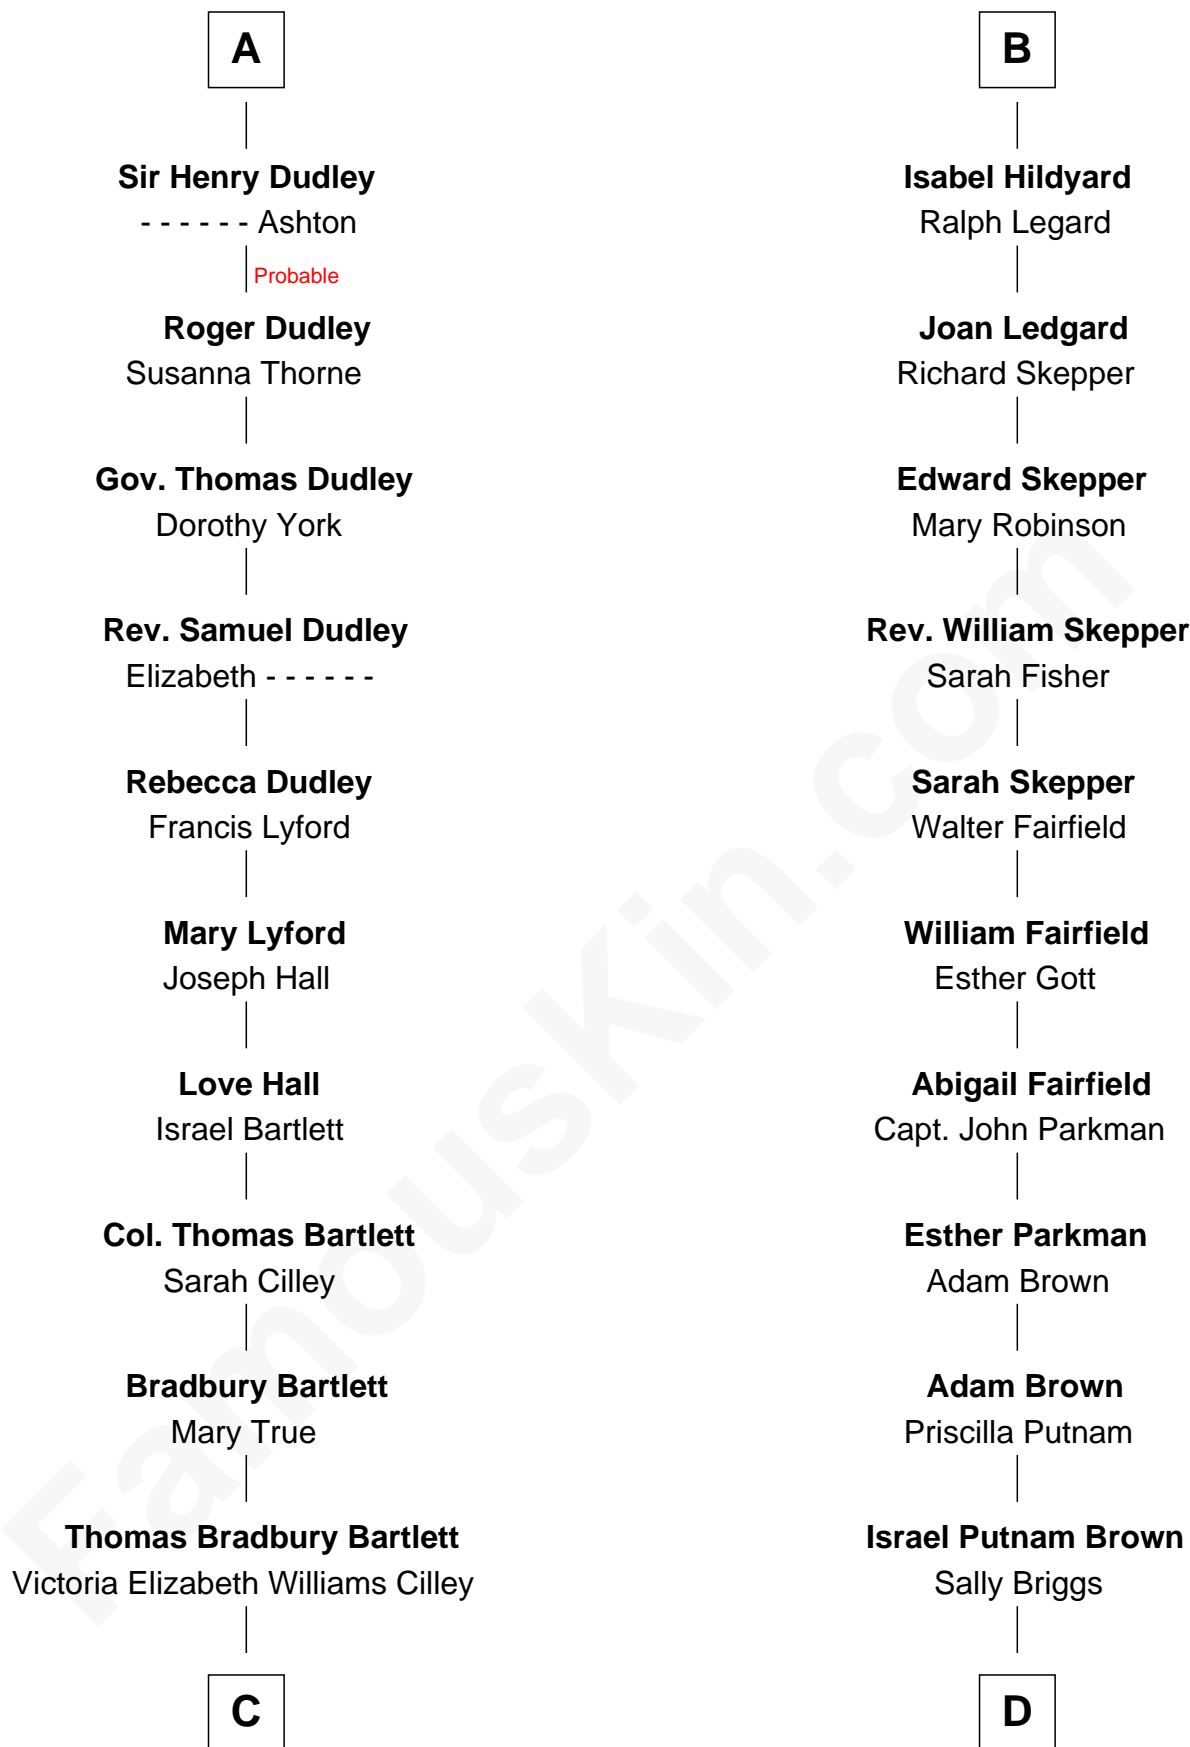 A
Sir Henry Dudley
- - - - - - Ashton
Probable
Roger Dudley
Susanna Thorne
Gov. Thomas Dudley
Dorothy York
Rev. Samuel Dudley
Elizabeth - - - - - -
Rebecca Dudley
Francis Lyford
Mary Lyford
Joseph Hall
Love Hall
Israel Bartlett
Col. Thomas Bartlett
Sarah Cilley
Bradbury Bartlett
Mary True
Thomas Bradbury Bartlett
Victoria Elizabeth Williams Cilley
C
B
Isabel Hildyard
Ralph Legard
Joan Ledgard
Richard Skepper
Edward Skepper
Mary Robinson
Rev. William Skepper
Sarah Fisher
Sarah Skepper
Walter Fairfield
William Fairfield
Esther Gott
Abigail Fairfield
Capt. John Parkman
Esther Parkman
Adam Brown
Adam Brown
Priscilla Putnam
Israel Putnam Brown
Sally Briggs
D
FamousKin.com